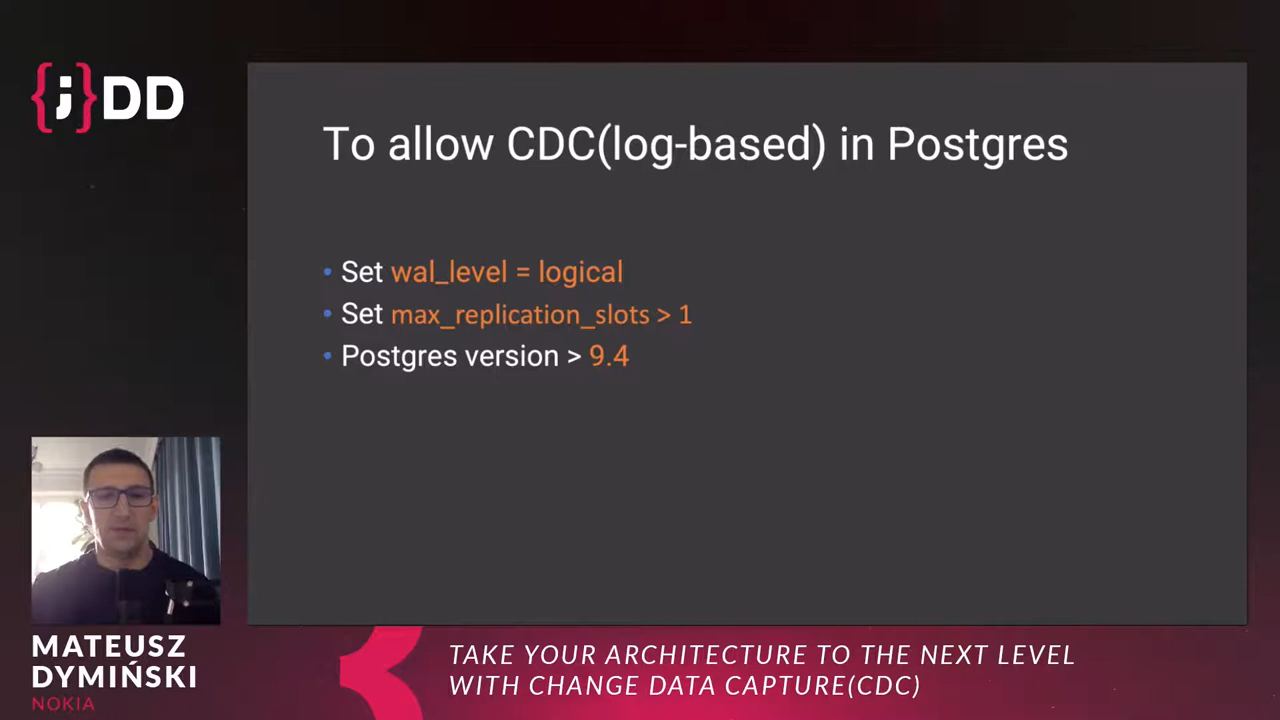 {;}DD
To allow CDC(log-based) in Postgres
• Set wal_level = logical
• Set max_replication_slots > 1
• Postgres version > 9.4
MATEUSZ
DYMIŃSKI
NOKIA
TAKE YOUR ARCHITECTURE TO THE NEXT LEVEL
WITH CHANGE DATA CAPTURE(CDC)